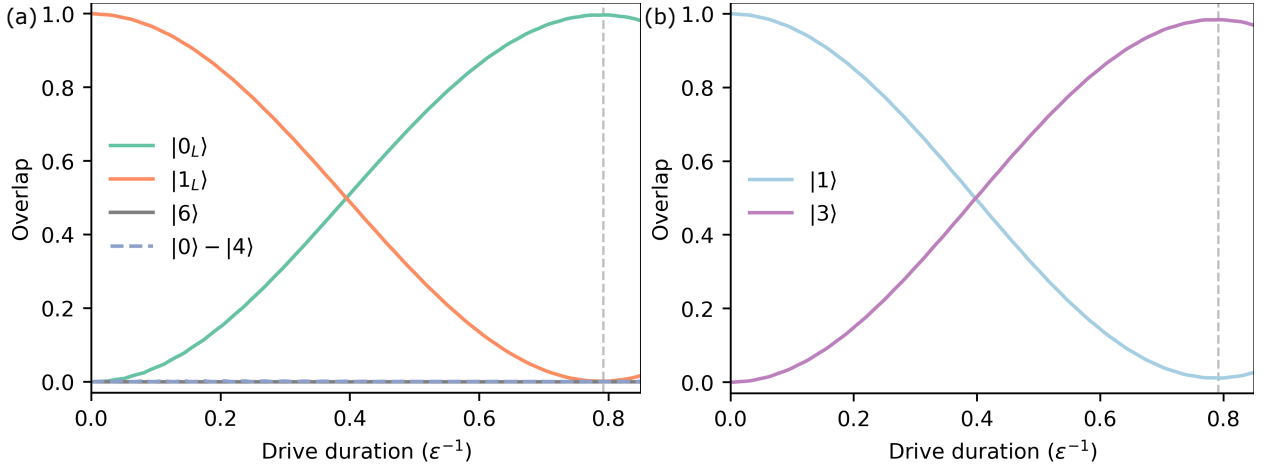 (a)
1.0
0.8
0.6
0.4
0.2
0.0
Overlap
|0_L⟩
|1_L⟩
|6⟩
|0⟩ − |4⟩
0.0 0.2 0.4 0.6 0.8
Drive duration (ε⁻¹)
(b)
1.0
0.8
0.6
0.4
0.2
0.0
Overlap
|1⟩
|3⟩
0.0 0.2 0.4 0.6 0.8
Drive duration (ε⁻¹)